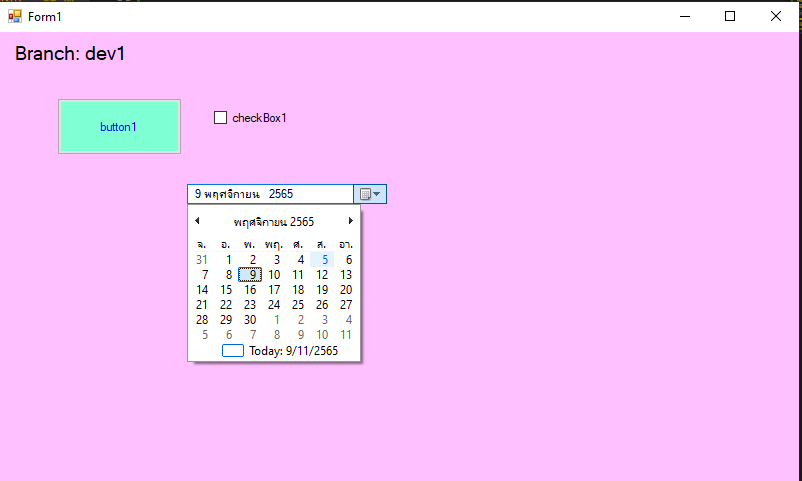 Form1
Branch: dev1
button1
checkBox1
9 พฤศจิกายน 2565
พฤศจิกายน 2565
จ. อ. พ. พฤ. ศ. ส. อา.
31 1 2 3 4 5 6
7 8 9 10 11 12 13
14 15 16 17 18 19 20
21 22 23 24 25 26 27
28 29 30 1 2 3 4
5 6 7 8 9 10 11
Today: 9/11/2565